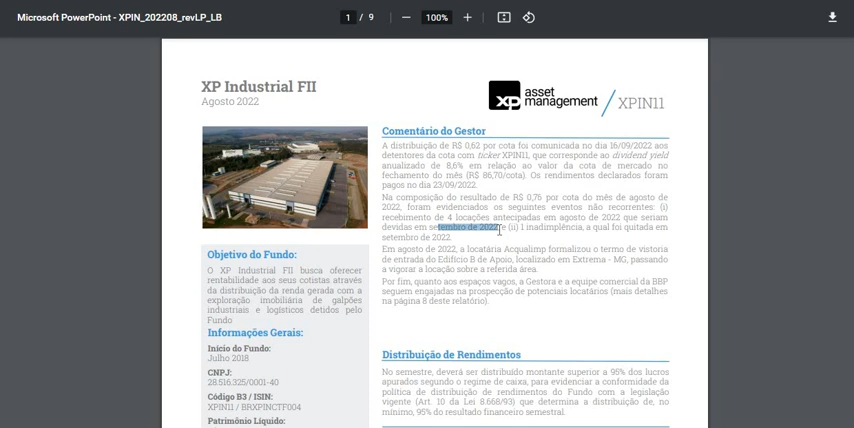 Microsoft PowerPoint - XPIN_202208_revLP_LB
1 / 9
100%
XP Industrial FII
Agosto 2022
xp asset management
XPIN11
Comentário do Gestor
A distribuição de R$ 0,62 por cota foi comunicada no dia 16/09/2022 aos
detentores da cota com ticker XPIN11, que corresponde ao dividend yield
anualizado de 8,6% em relação ao valor da cota de mercado no
fechamento do mês (R$ 86,70/cota). Os rendimentos declarados foram
pagos no dia 23/09/2022.
Na composição do resultado de R$ 0,76 por cota do mês de agosto de
2022, foram evidenciados os seguintes eventos não recorrentes: (i)
recebimento de 4 locações antecipadas em agosto de 2022 que seriam
devidas em setembro de 2022 e (ii) 1 inadimplência, a qual foi quitada em
setembro de 2022.
Em agosto de 2022, a locatária Acqualimp formalizou o termo de vistoria
de entrada do Edifício B de Apoio, localizado em Extrema - MG, passando
a vigorar a locação sobre a referida área.
Por fim, quanto aos espaços vagos, a Gestora e a equipe comercial da BBP
seguem engajadas na prospecção de potenciais locatários (mais detalhes
na página 8 deste relatório).
Objetivo do Fundo:
O XP Industrial FII busca oferecer
rentabilidade aos seus cotistas através
da distribuição da renda gerada com a
exploração imobiliária de galpões
industriais e logísticos detidos pelo
Fundo
Informações Gerais:
Início do Fundo:
Julho 2018
CNPJ:
28.516.325/0001-40
Código B3 / ISIN:
XPIN11 / BRXPINCTF004
Patrimônio Líquido:
Distribuição de Rendimentos
No semestre, deverá ser distribuído montante superior a 95% dos lucros
apurados segundo o regime de caixa, para evidenciar a conformidade da
política de distribuição de rendimentos do Fundo com a legislação
vigente (Art. 10 da Lei 8.668/93) que determina a distribuição de, no
mínimo, 95% do resultado financeiro semestral.